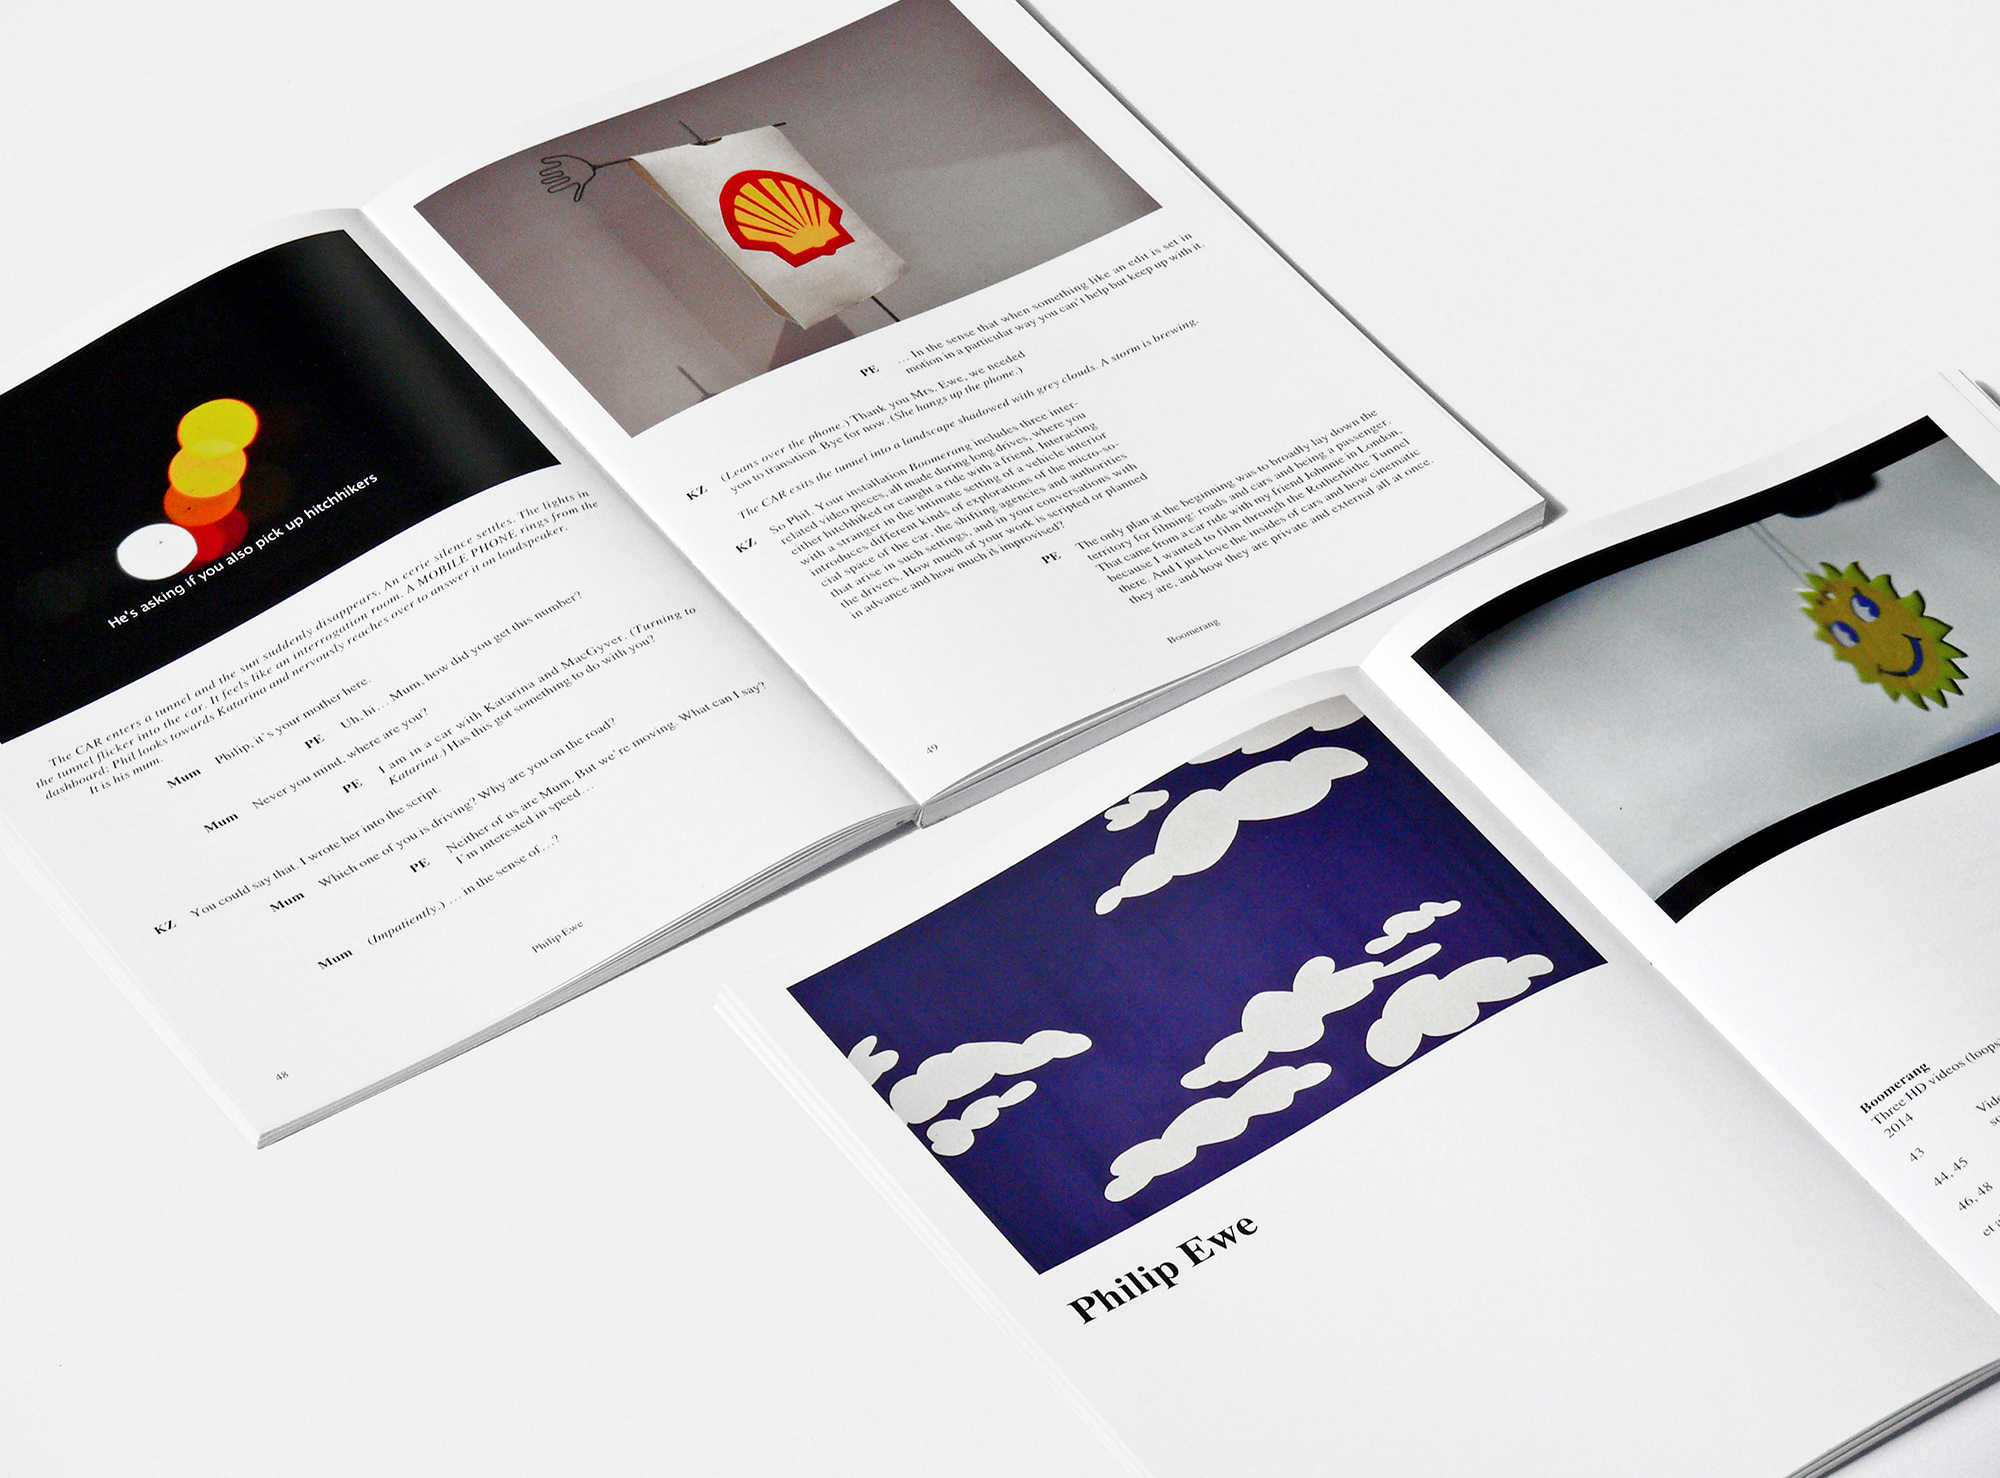 He's asking if you also pick up hitchhikers
The CAR enters a tunnel and the sun suddenly disappears. An eerie silence settles. The lights in
the tunnel flicker into the car. It feels like an interrogation room. A MOBILE PHONE rings from the
dashboard: Phil looks towards Katarina and nervously reaches over to answer it on loudspeaker.
It is his mum.
Mum Philip, it's your mother here.
PE Uh, hi… Mum, how did you get this number?
Mum Never you mind, where are you?
PE I am in a car with Katarina and MacGyver. (Turning to
Katarina.) Has this got something to do with you?
KZ You could say that. I wrote her into the script.
Mum Which one of you is driving? Why are you on the road?
PE Neither of us are Mum. But we're moving. What can I say?
I'm interested in speed…
Mum (Impatiently.) … in the sense of…?
Philip Ewe
48
PE … In the sense that when something like an edit is set in
motion in a particular way you can't help but keep up with it.
KZ (Leans over the phone.) Thank you Mrs. Ewe, we needed
you to transition. Bye for now. (She hangs up the phone.)
The CAR exits the tunnel into a landscape shadowed with grey clouds. A storm is brewing.
KZ So Phil. Your installation Boomerang includes three inter-
related video pieces, all made during long drives, where you
either hitchhiked or caught a ride with a friend. Interacting
with a stranger in the intimate setting of a vehicle interior
introduces different kinds of explorations of the micro-so-
cial space of the car, the shifting agencies and authorities
that arise in such settings, and in your conversations with
the drivers. How much of your work is scripted or planned
in advance and how much is improvised?
PE The only plan at the beginning was to broadly lay down the
territory for filming: roads and cars and being a passenger.
That came from a car ride with my friend Johnnie in London,
because I wanted to film through the Rotherhithe Tunnel
there. And I just love the insides of cars and how cinematic
they are, and how they are private and external all at once.
Boomerang
49
Philip Ewe
Boomerang
Three HD videos (loops)
2014
43
44, 45
46, 48